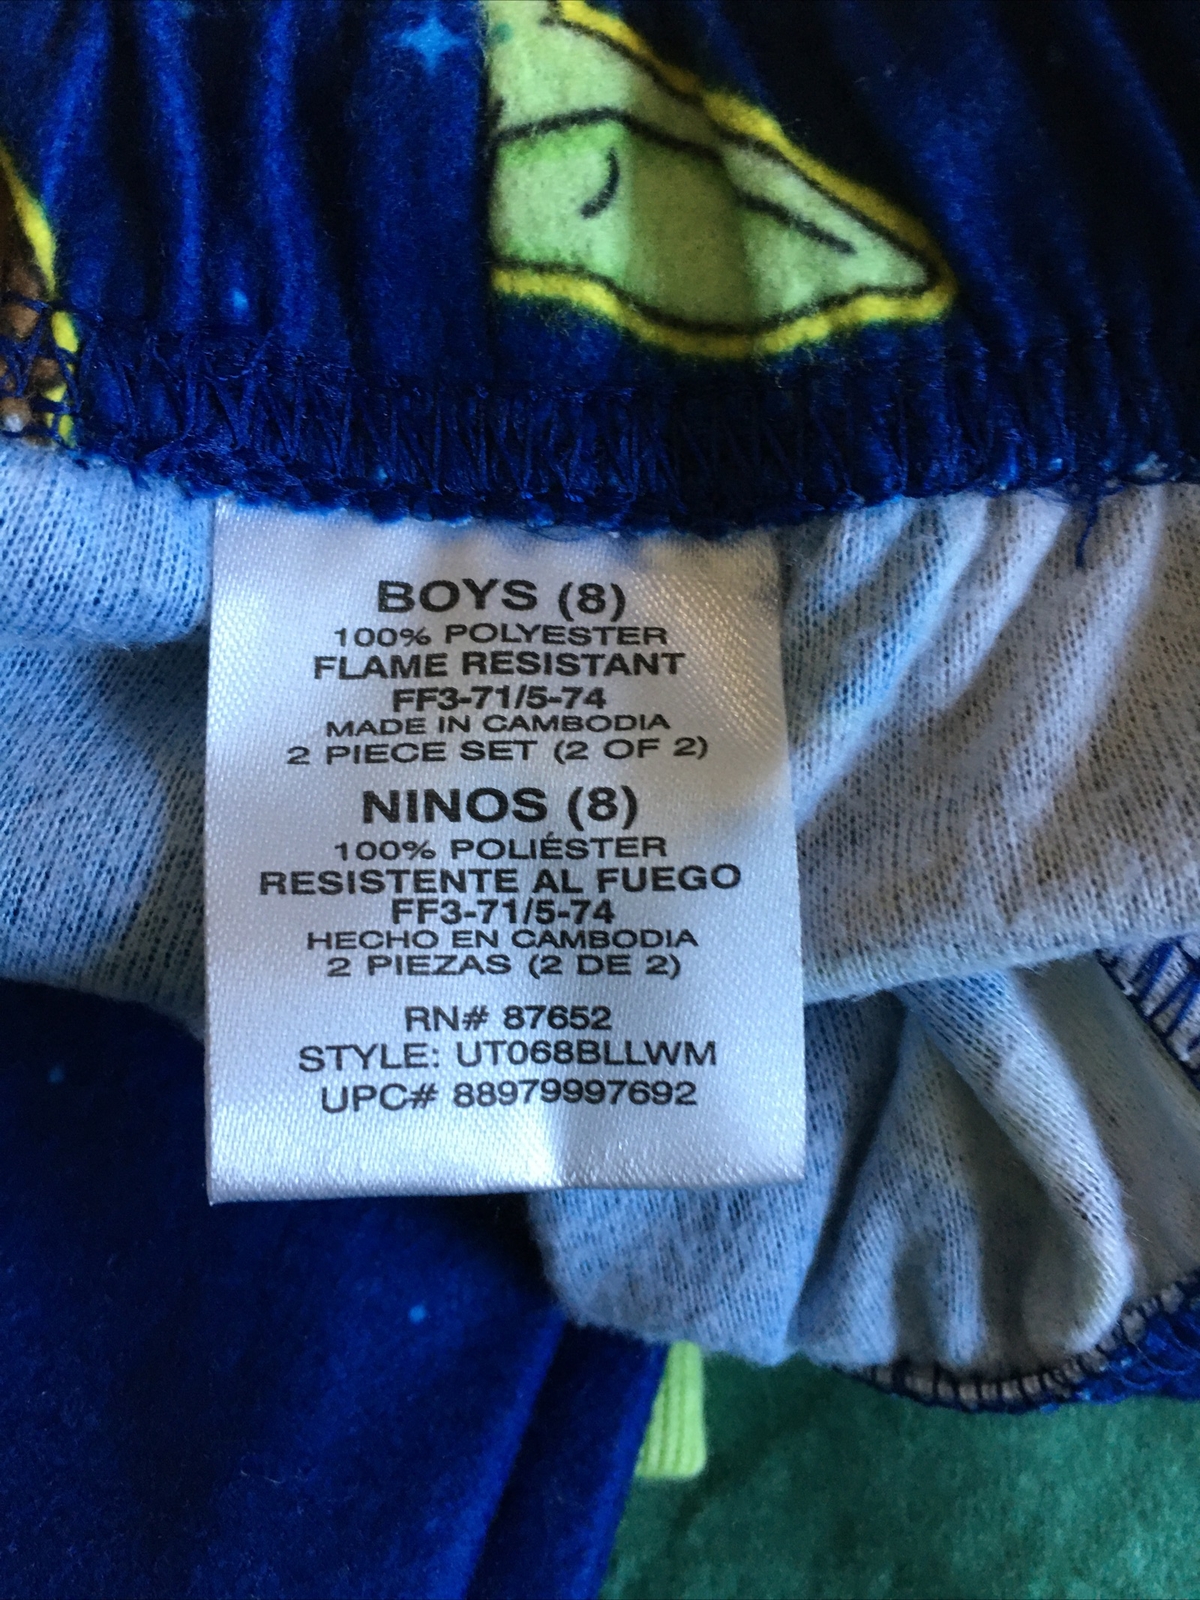 BOYS (8)
100% POLYESTER
FLAME RESISTANT
FF3-71/5-74
MADE IN CAMBODIA
2 PIECE SET (2 OF 2)
NINOS (8)
100% POLIÉSTER
RESISTENTE AL FUEGO
FF3-71/5-74
HECHO EN CAMBODIA
2 PIEZAS (2 DE 2)
RN# 87652
STYLE: UT068BLLWM
UPC# 88979997692